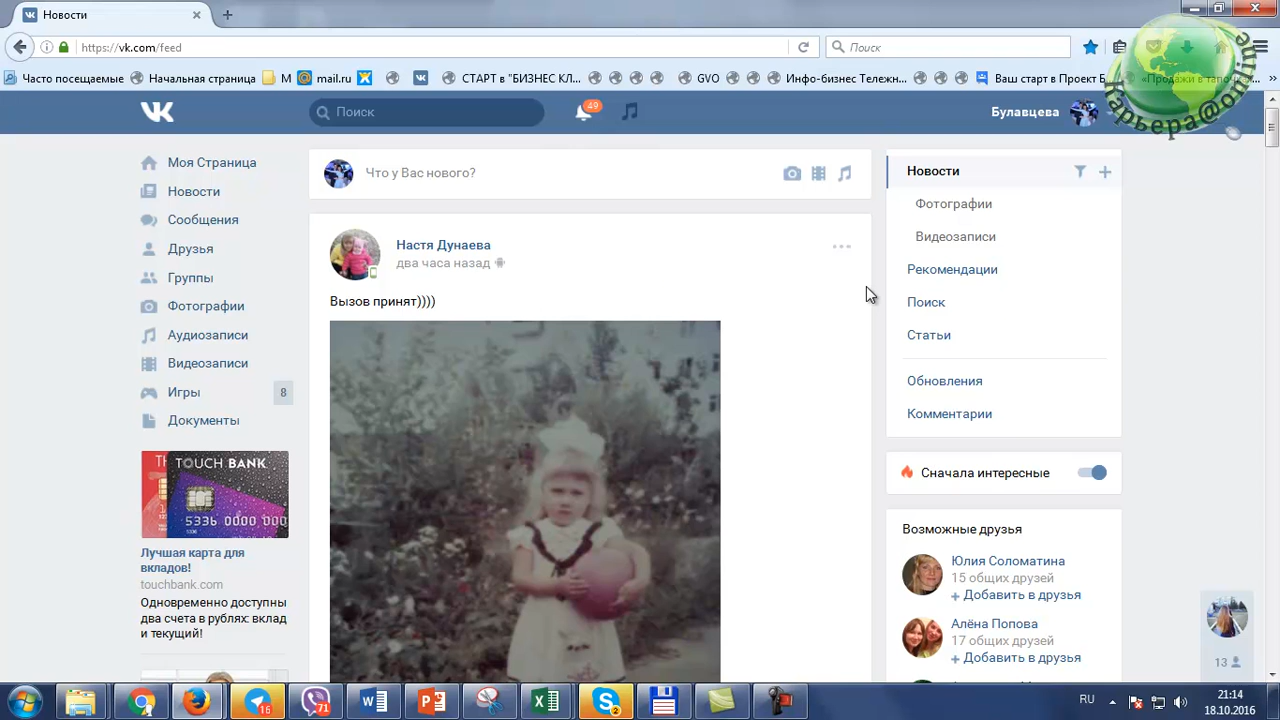 Новости
https://vk.com/feed
Поиск
Часто посещаемые
Начальная страница
М
mail.ru
СТАРТ в "БИЗНЕС КЛ...
GVO
Инфо-бизнес Тележн...
Ваш старт в Проект Б
«Продажи в тапочка...
Карьера@online
Поиск
49
Булавцева
Моя Страница
Новости
Сообщения
Друзья
Группы
Фотографии
Аудиозаписи
Видеозаписи
Игры
8
Документы
TOUCH BANK
5336 0000 000
Лучшая карта для
вкладов!
touchbank.com
Одновременно доступны
два счета в рублях: вклад
и текущий!
Что у Вас нового?
Настя Дунаева
два часа назад
Вызов принят))))
Новости
Фотографии
Видеозаписи
Рекомендации
Поиск
Статьи
Обновления
Комментарии
Сначала интересные
Возможные друзья
Юлия Соломатина
15 общих друзей
+ Добавить в друзья
Алёна Попова
17 общих друзей
+ Добавить в друзья
13
16
71
2
RU
21:14
18.10.2016